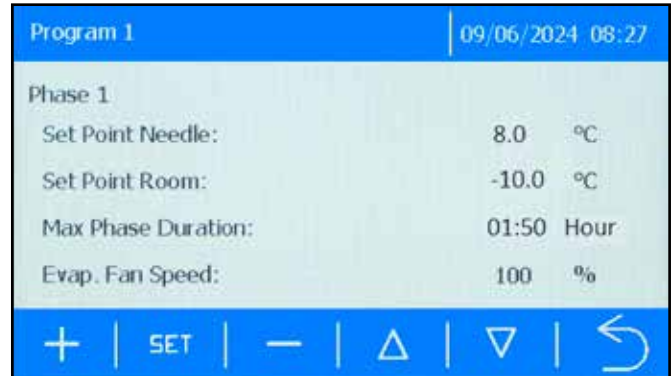 Program 1 09/06/2024 08:27
Phase 1
Set Point Needle: 8.0 °C
Set Point Room: -10.0 °C
Max Phase Duration: 01:50 Hour
Evap. Fan Speed: 100 %
SET